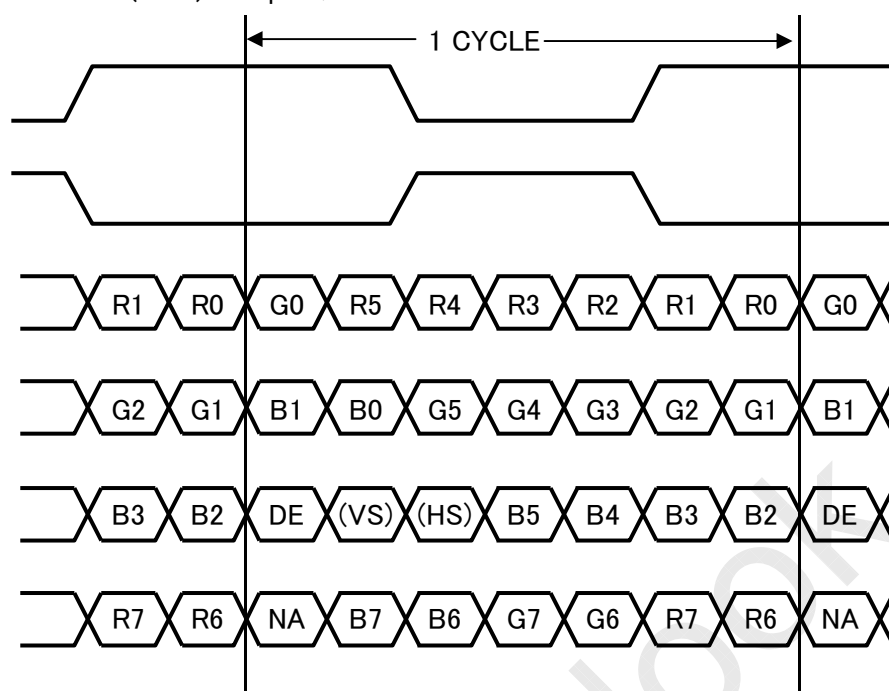 1 CYCLE
R1 R0 G0 R5 R4 R3 R2 R1 R0 G0
G2 G1 B1 B0 G5 G4 G3 G2 G1 B1
B3 B2 DE (VS) (HS) B5 B4 B3 B2 DE
R7 R6 NA B7 B6 G7 G6 R7 R6 NA